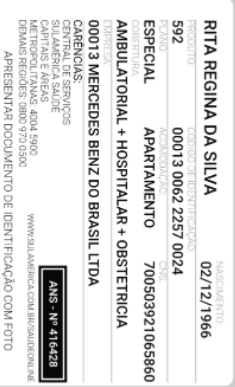 RITA REGINA DA SILVA
NASCIMENTO
02/12/1966
PRODUTO: CÓDIGO DE IDENTIFICAÇÃO
592 00013 0062 2257 0024
PLANO: ACOMODAÇÃO: CNS:
ESPECIAL APARTAMENTO 700503921065860
COBERTURA:
AMBULATORIAL + HOSPITALAR + OBSTETRICIA
EMPRESA:
00013 MERCEDES BENZ DO BRASIL LTDA
CARÊNCIAS:
CENTRAL DE SERVIÇOS
SULAMÉRICA SAÚDE
CAPITAIS E ÁREAS
METROPOLITANAS: 4004 5900
DEMAIS REGIÕES: 0800 970 0500
ANS - Nº 416428
WWW.SULAMERICA.COM.BR/SAUDEONLINE
APRESENTAR DOCUMENTO DE IDENTIFICAÇÃO COM FOTO